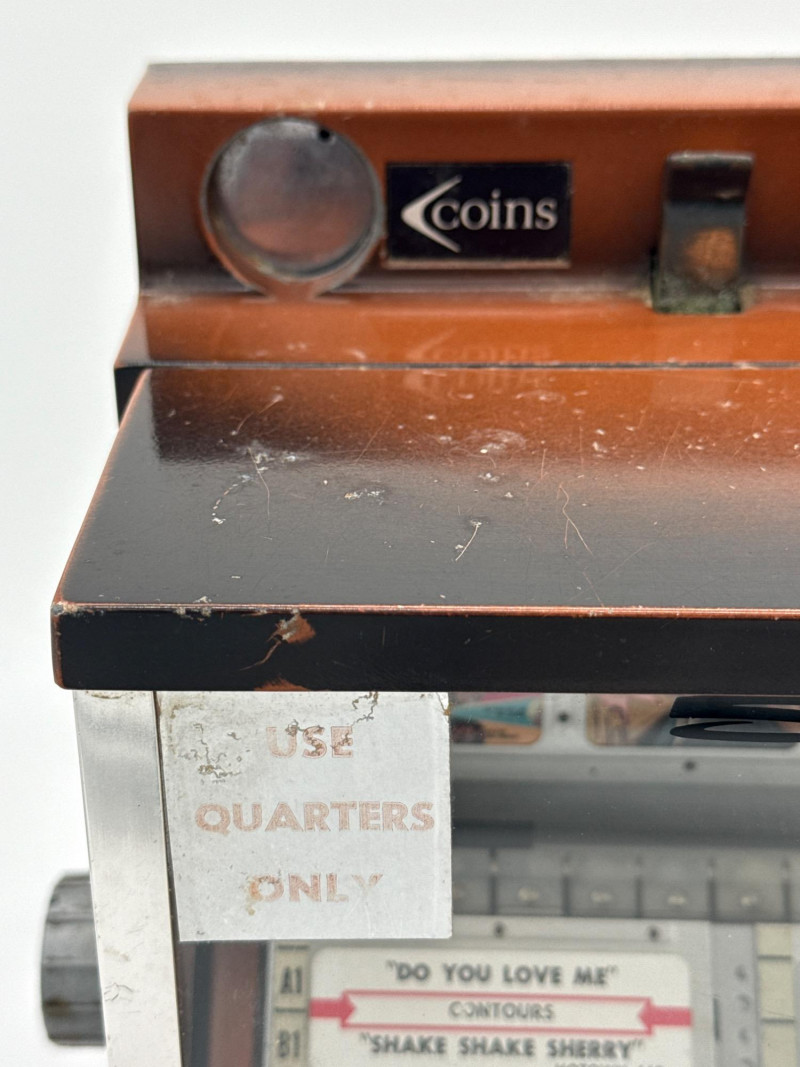 coins
USE
QUARTERS
ONLY
A1
"DO YOU LOVE ME"
CONTOURS
B1
"SHAKE SHAKE SHERRY"